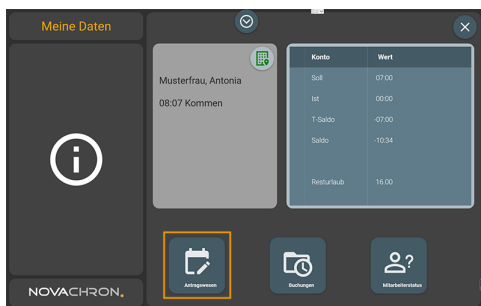 Meine Daten
Musterfrau, Antonia
08:07 Kommen
Konto Wert
Soll 07:00
Ist 00:00
T-Saldo -07:00
Saldo -10:34
Resturlaub 16.00
Antragswesen
Buchungen
Mitarbeiterstatus
NOVACHRON.